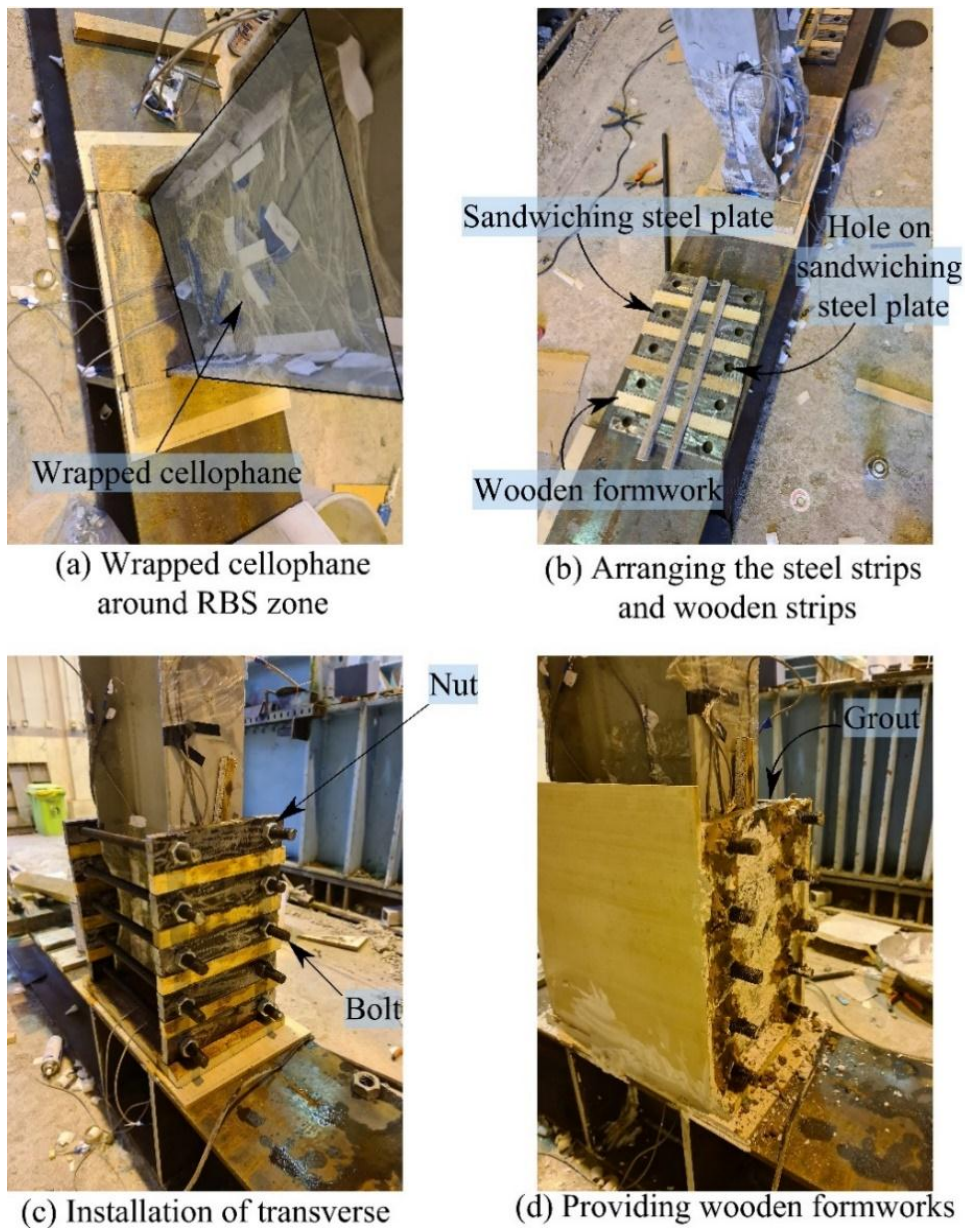 Wrapped cellophane
(a) Wrapped cellophane
around RBS zone
Sandwiching steel plate
Hole on
sandwiching
steel plate
Wooden formwork
(b) Arranging the steel strips
and wooden strips
Nut
Bolt
(c) Installation of transverse
Grout
(d) Providing wooden formworks